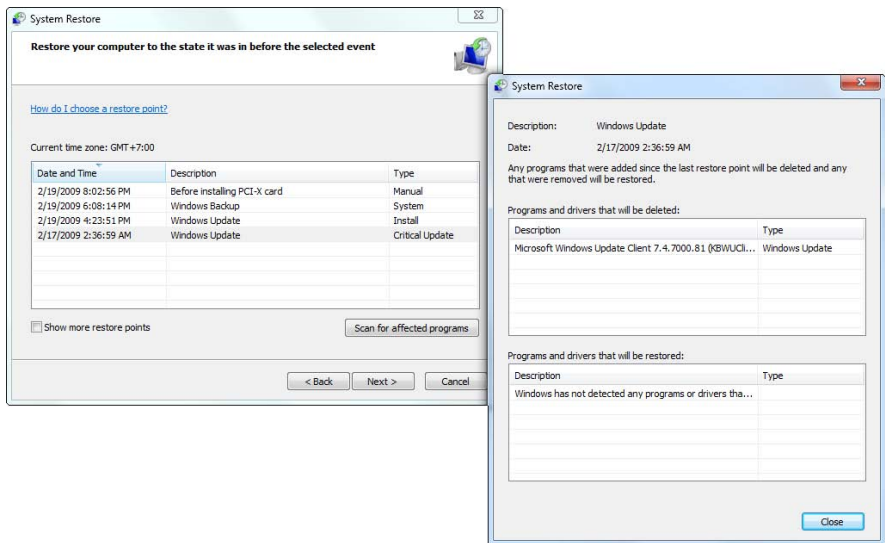 System Restore
Restore your computer to the state it was in before the selected event
How do I choose a restore point?
Current time zone: GMT+7:00
Date and Time Description Type
2/19/2009 8:02:56 PM Before installing PCI-X card Manual
2/19/2009 6:08:14 PM Windows Backup System
2/19/2009 4:23:51 PM Windows Update Install
2/17/2009 2:36:59 AM Windows Update Critical Update
Show more restore points
Scan for affected programs
< Back Next > Cancel
System Restore
Description: Windows Update
Date: 2/17/2009 2:36:59 AM
Any programs that were added since the last restore point will be deleted and any
that were removed will be restored.
Programs and drivers that will be deleted:
Description Type
Microsoft Windows Update Client 7.4.7000.81 (KBWUCli... Windows Update
Programs and drivers that will be restored:
Description Type
Windows has not detected any programs or drivers tha...
Close